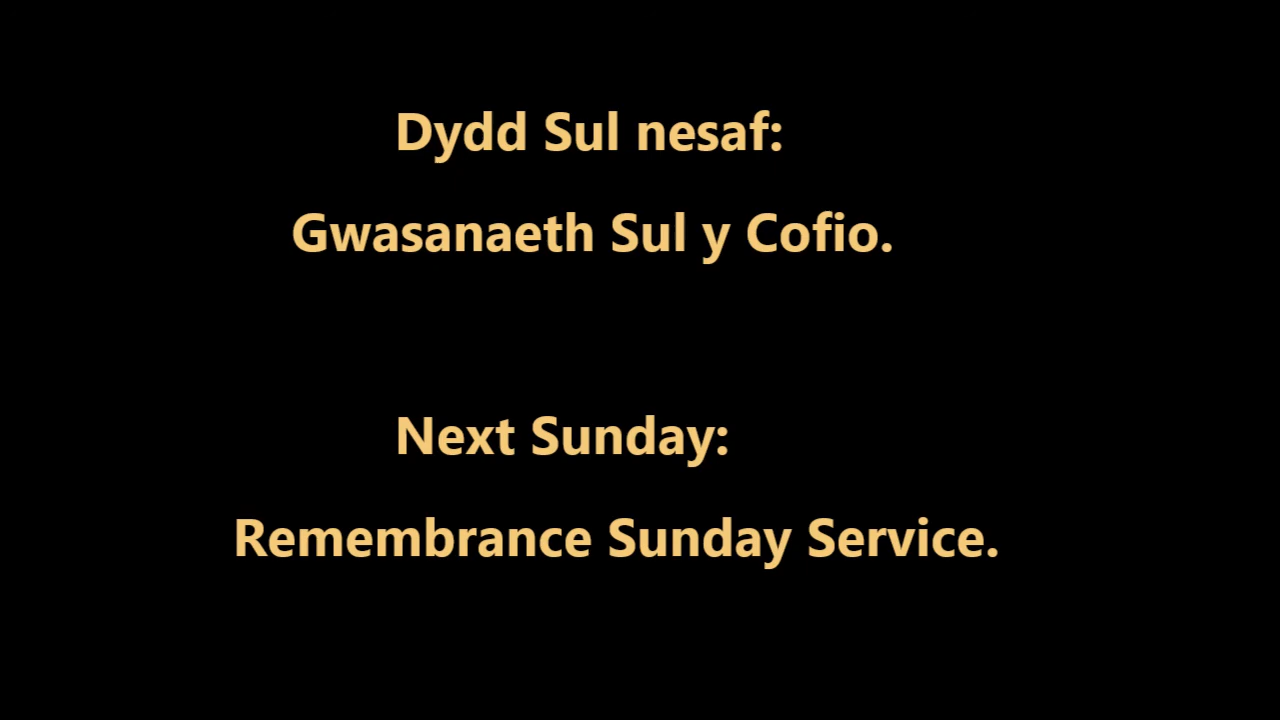 Dydd Sul nesaf:
Gwasanaeth Sul y Cofio.
Next Sunday:
Remembrance Sunday Service.